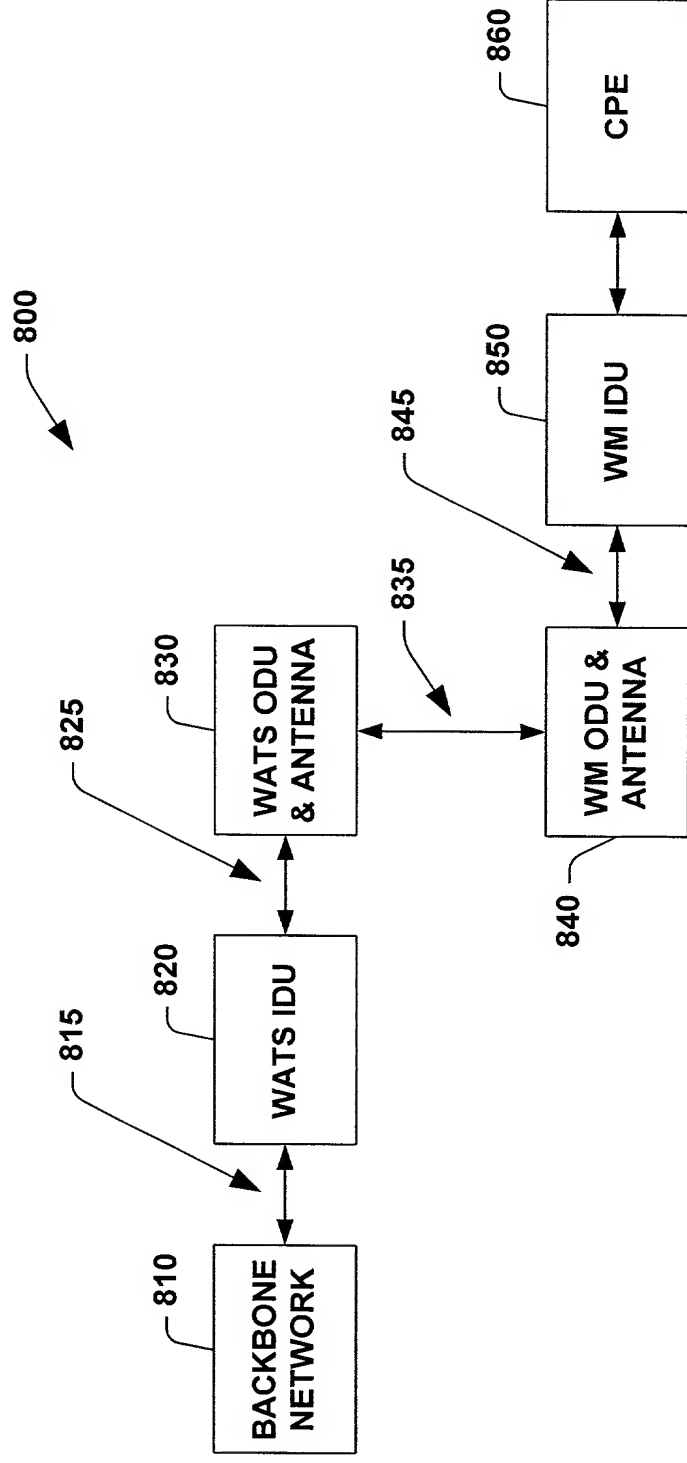 800
815
810
820
825
830
BACKBONE
NETWORK
WATS IDU
WATS ODU
& ANTENNA
835
845
850
860
840
WM ODU &
ANTENNA
WM IDU
CPE